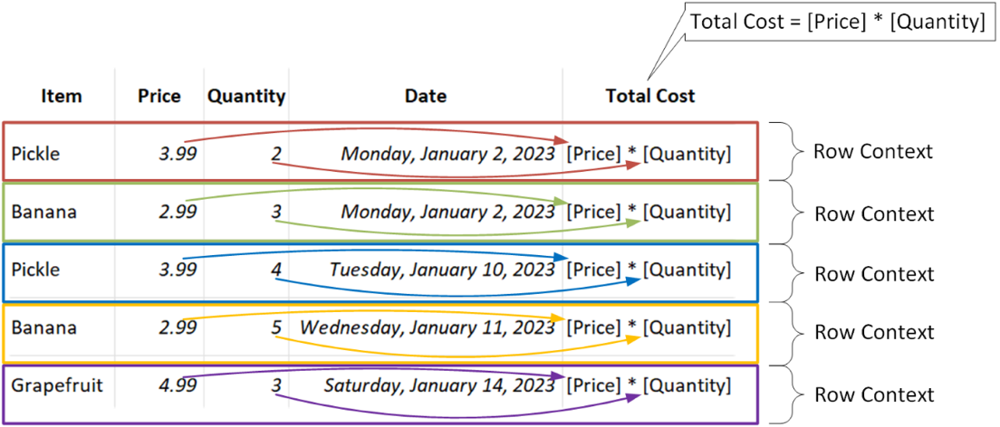 Total Cost = [Price] * [Quantity]
Item Price Quantity Date Total Cost
Pickle 3.99 2 Monday, January 2, 2023 [Price] * [Quantity] Row Context
Banana 2.99 3 Monday, January 2, 2023 [Price] * [Quantity] Row Context
Pickle 3.99 4 Tuesday, January 10, 2023 [Price] * [Quantity] Row Context
Banana 2.99 5 Wednesday, January 11, 2023 [Price] * [Quantity] Row Context
Grapefruit 4.99 3 Saturday, January 14, 2023 [Price] * [Quantity] Row Context